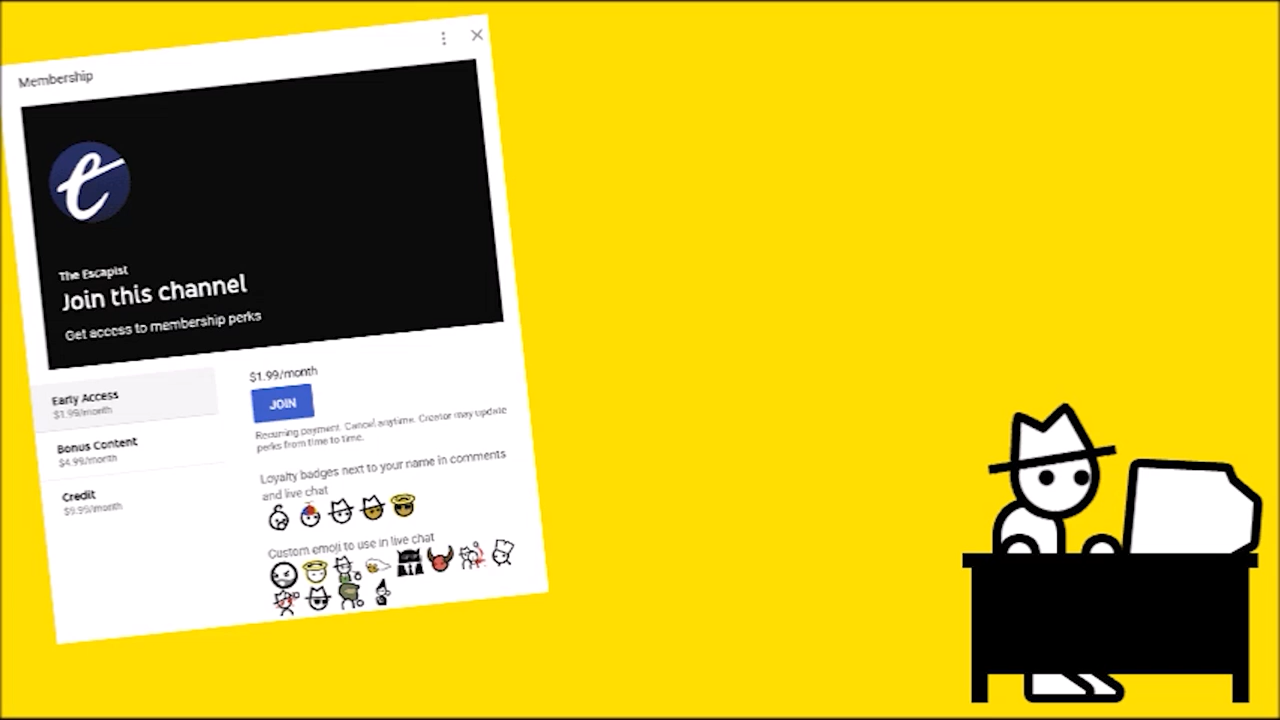 Membership
e
The Escapist
Join this channel
Get access to membership perks
Early Access
$1.99/month
Bonus Content
$4.99/month
Credit
$9.99/month
$1.99/month
JOIN
Recurring payment. Cancel anytime. Creator may update
perks from time to time.
Loyalty badges next to your name in comments
and live chat
Custom emoji to use in live chat